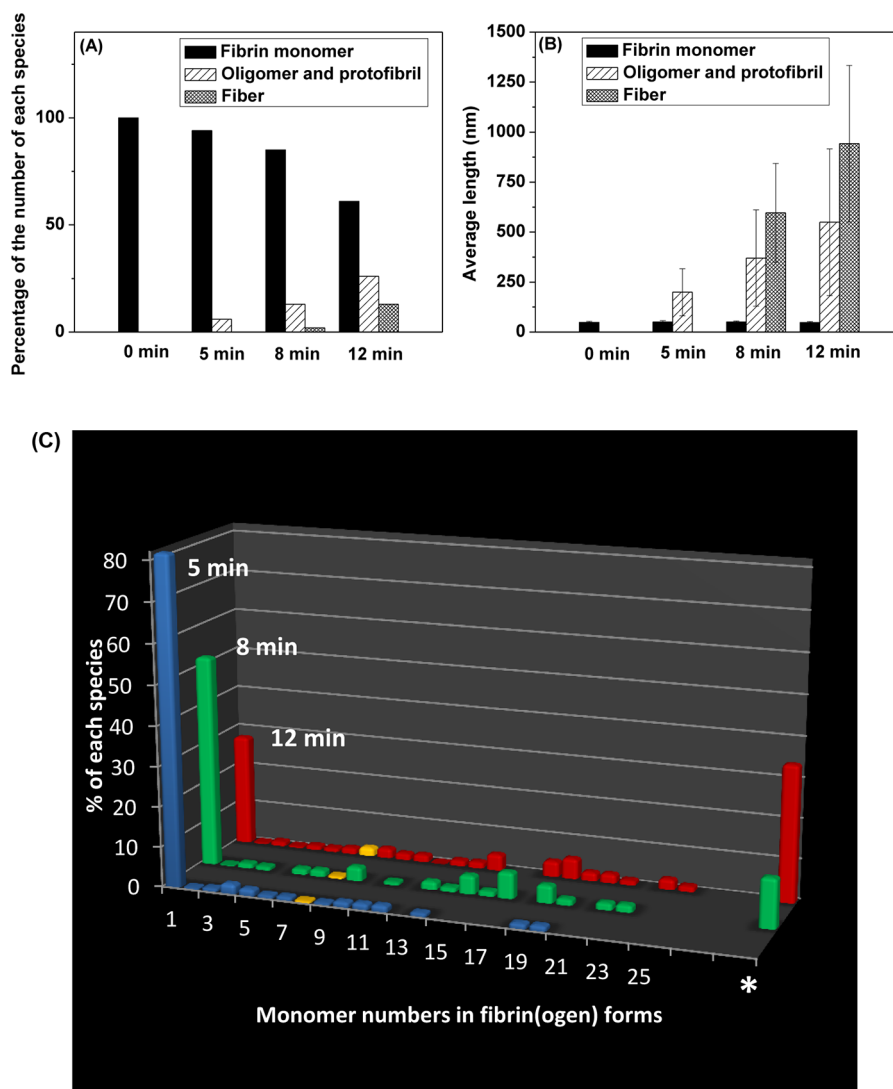 (A)
Fibrin monomer
Oligomer and protofibril
Fiber
Percentage of the number of each species
100
50
0
0 min
5 min
8 min
12 min
(B)
Fibrin monomer
Oligomer and protofibril
Fiber
Average length (nm)
1500
1250
1000
750
500
250
0
0 min
5 min
8 min
12 min
(C)
% of each species
80
70
60
50
40
30
20
10
0
5 min
8 min
12 min
1
3
5
7
9
11
13
15
17
19
21
23
25
*
Monomer numbers in fibrin(ogen) forms